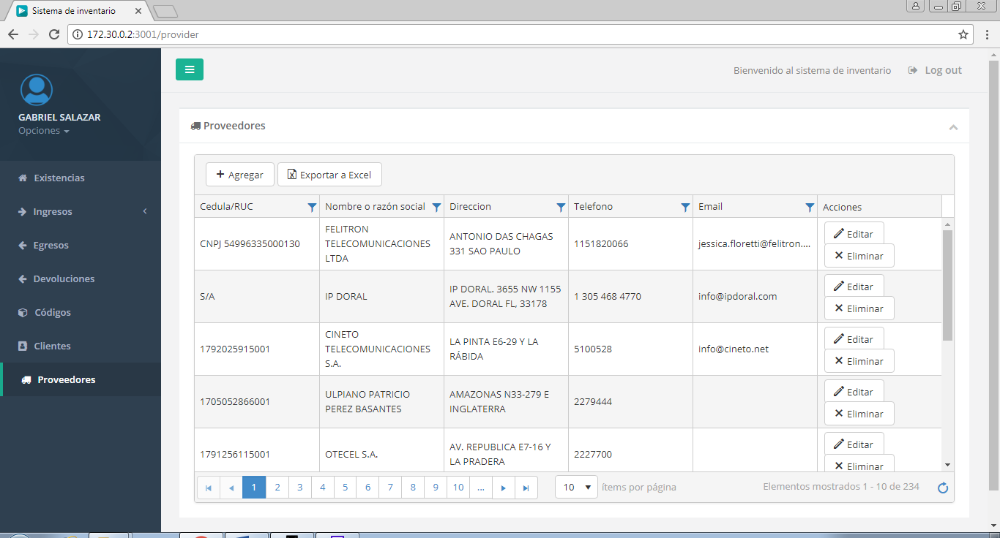 Sistema de inventario
172.30.0.2:3001/provider
GABRIEL SALAZAR
Opciones
Existencias
Ingresos
Egresos
Devoluciones
Códigos
Clientes
Proveedores
Bienvenido al sistema de inventario Log out
Proveedores
Agregar Exportar a Excel
Cedula/RUC Nombre o razón social Direccion Telefono Email Acciones
CNPJ 54996335000130
FELITRON
TELECOMUNICACIONES
LTDA
ANTONIO DAS CHAGAS
331 SAO PAULO
1151820066
jessica.floretti@felitron....
Editar
Eliminar
S/A
IP DORAL
IP DORAL. 3655 NW 1155
AVE. DORAL FL, 33178
1 305 468 4770
info@ipdoral.com
Editar
Eliminar
1792025915001
CINETO
TELECOMUNICACIONES
S.A.
LA PINTA E6-29 Y LA
RÁBIDA
5100528
info@cineto.net
Editar
Eliminar
1705052866001
ULPIANO PATRICIO
PEREZ BASANTES
AMAZONAS N33-279 E
INGLATERRA
2279444
Editar
Eliminar
1791256115001
OTECEL S.A.
AV. REPUBLICA E7-16 Y
LA PRADERA
2227700
Editar
Eliminar
1 2 3 4 5 6 7 8 9 10 ... 10 ítems por página Elementos mostrados 1 - 10 de 234